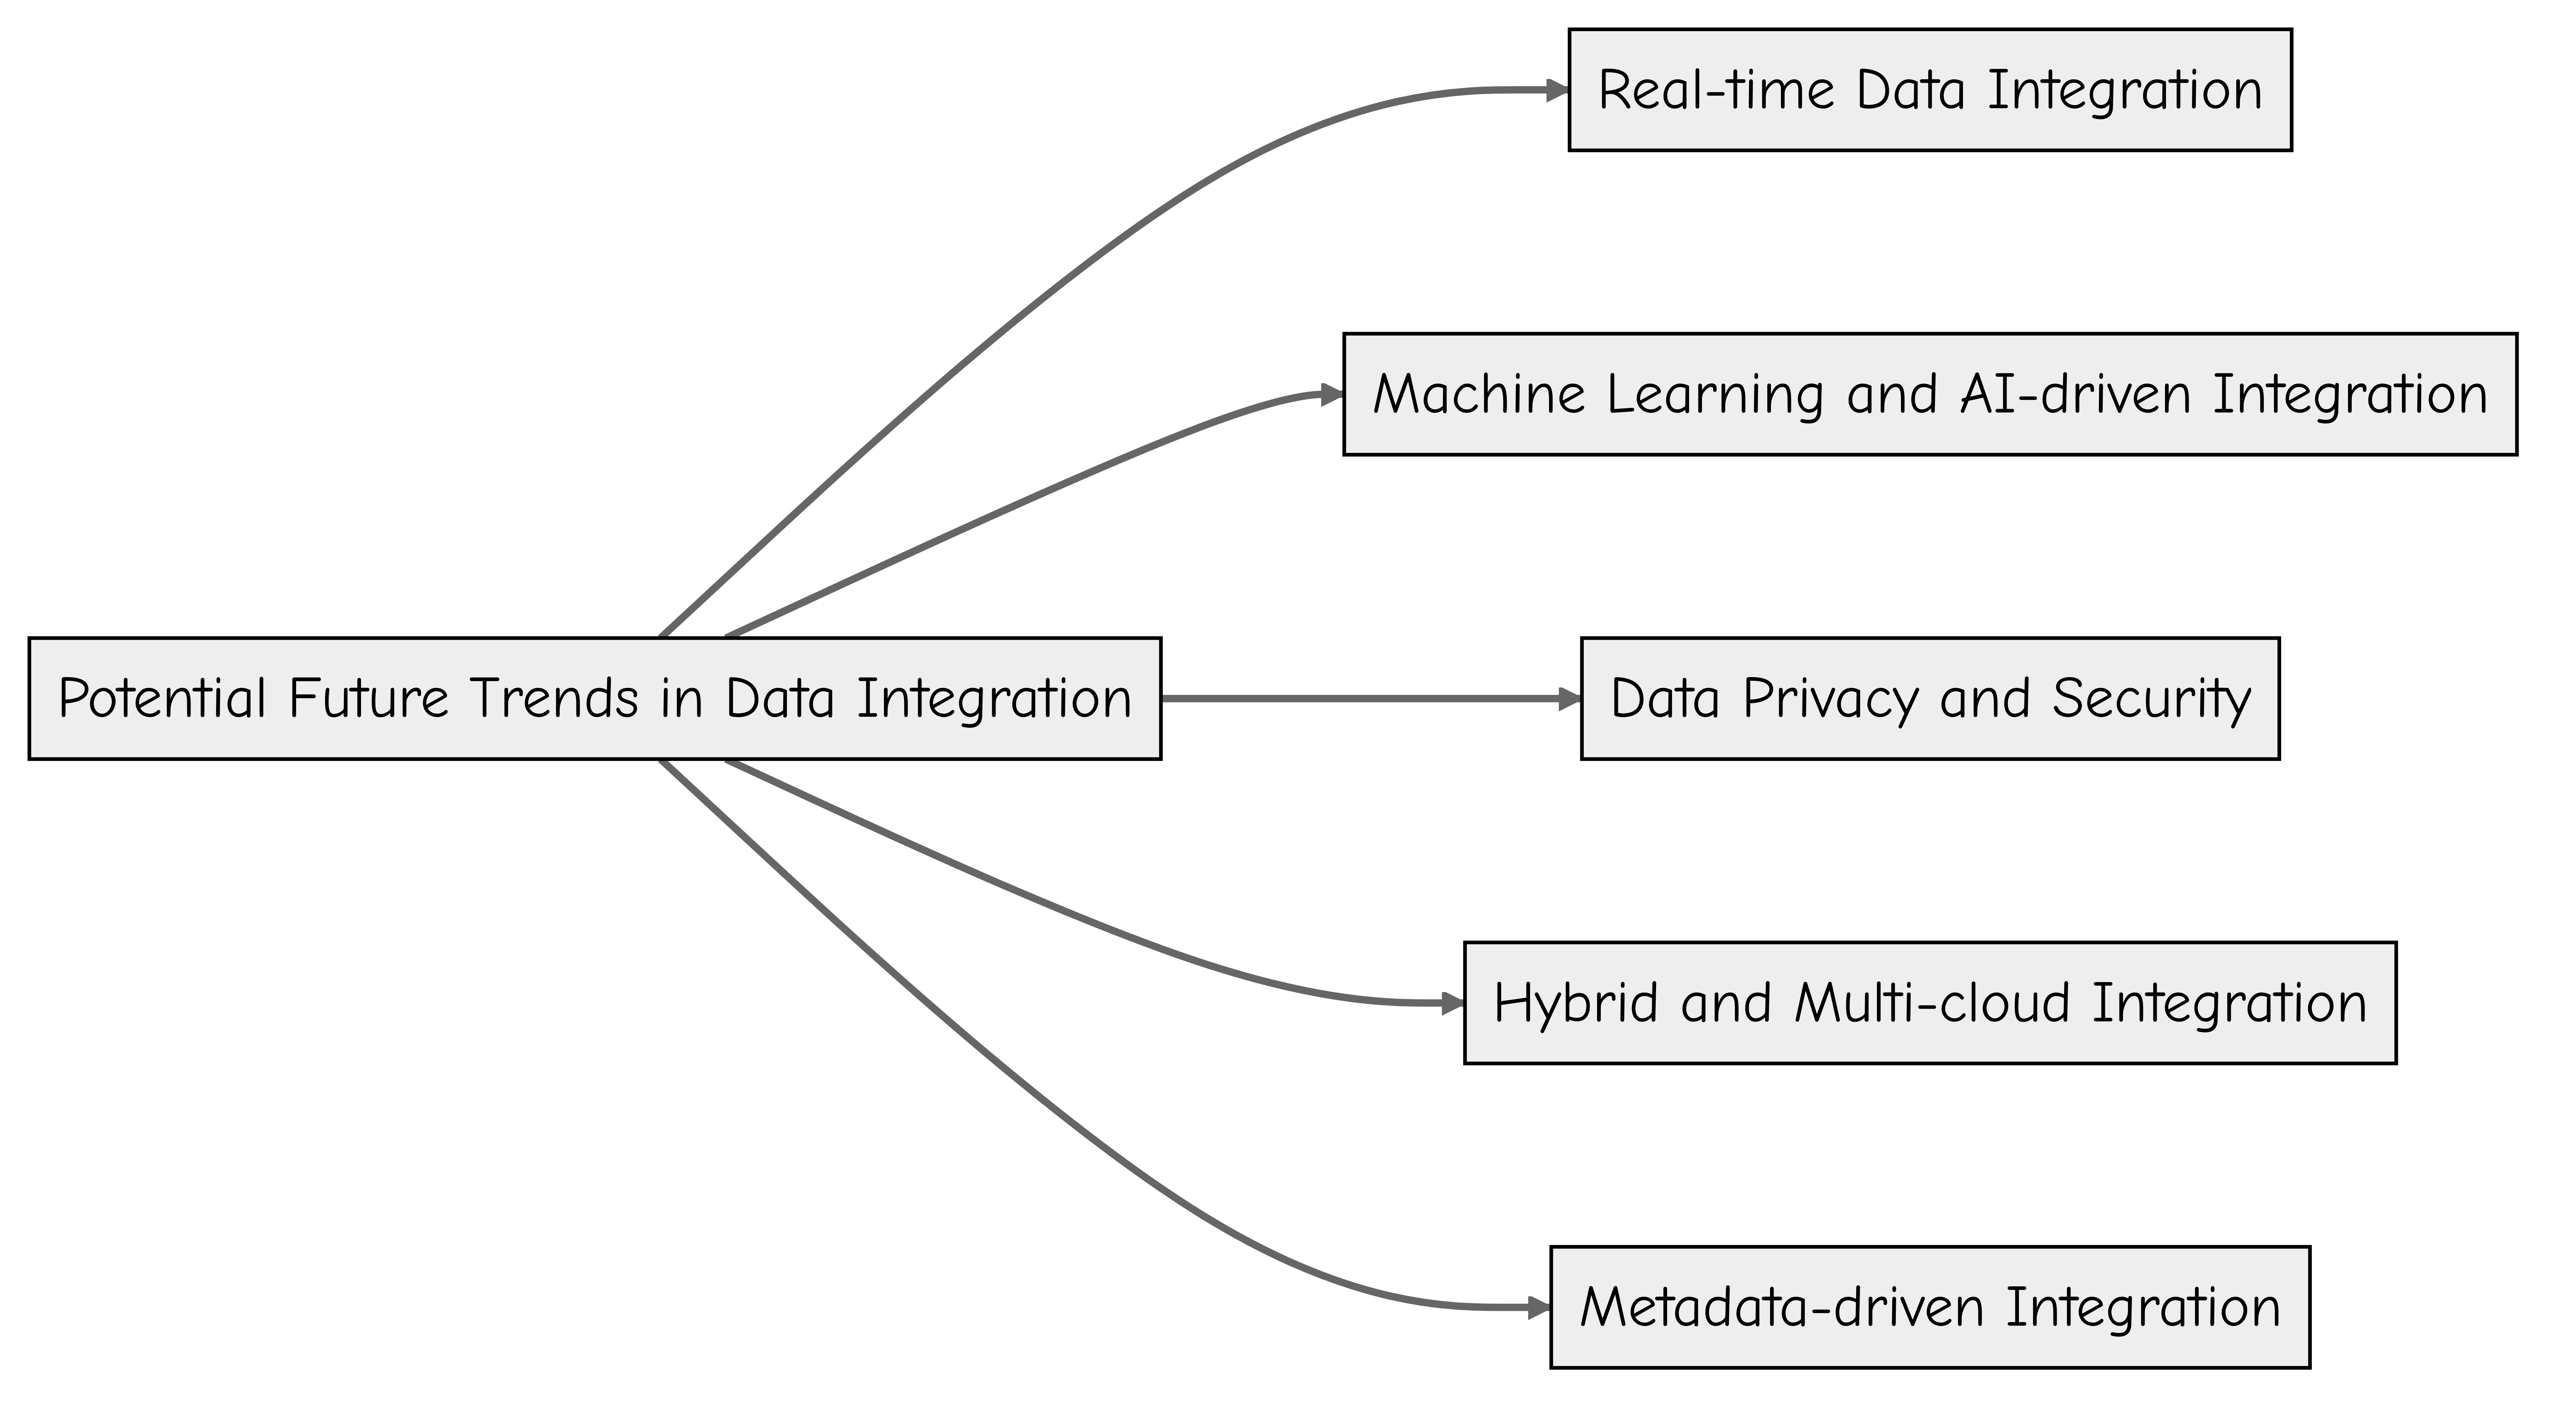 Real-time Data Integration
Machine Learning and AI-driven Integration
Potential Future Trends in Data Integration
Data Privacy and Security
Hybrid and Multi-cloud Integration
Metadata-driven Integration